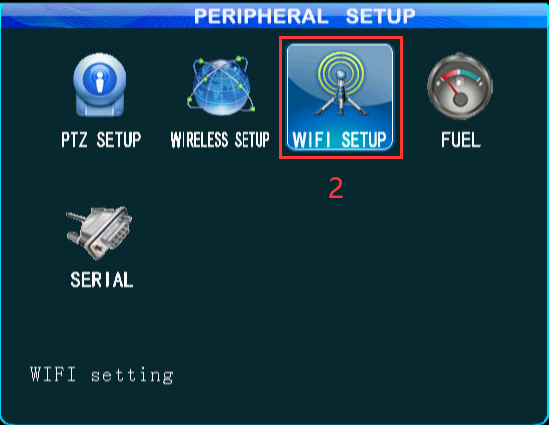 PERIPHERAL SETUP
PTZ SETUP WIRELESS SETUP WIFI SETUP FUEL
2
SERIAL
WIFI setting